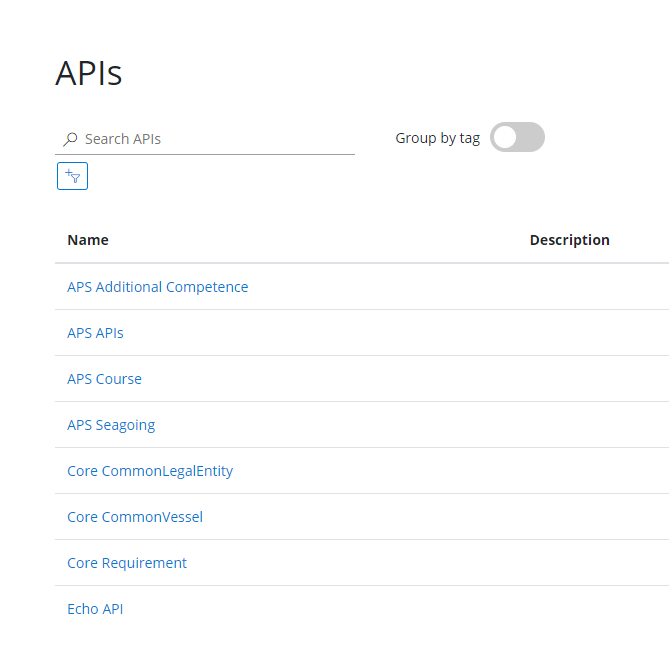 APIs
Search APIs
Group by tag
Name Description
APS Additional Competence
APS APIs
APS Course
APS Seagoing
Core CommonLegalEntity
Core CommonVessel
Core Requirement
Echo API